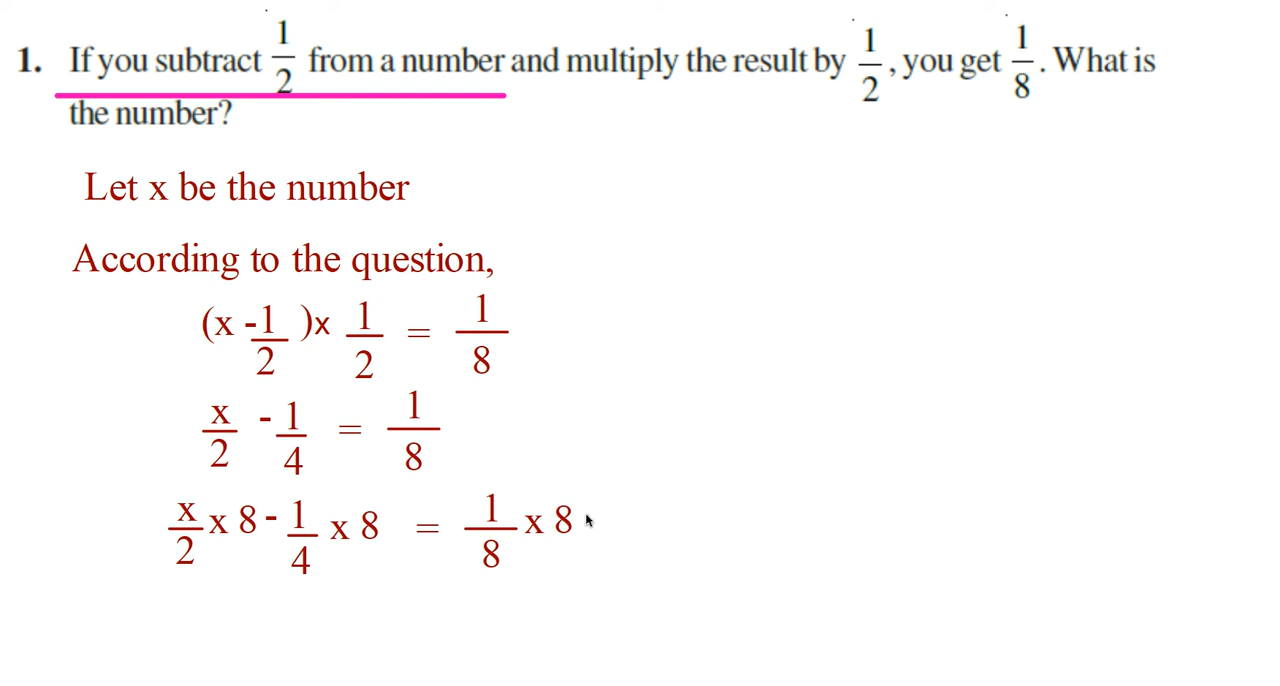 1. If you subtract 1/2 from a number and multiply the result by 1/2, you get 1/8. What is
the number?
Let x be the number
According to the question,
(x - 1/2) x 1/2 = 1/8
x/2 - 1/4 = 1/8
x/2 x 8 - 1/4 x 8 = 1/8 x 8